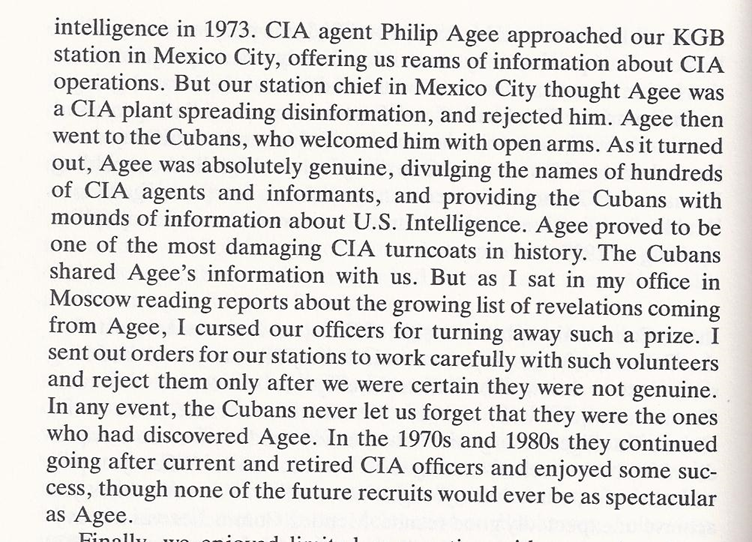 intelligence in 1973. CIA agent Philip Agee approached our KGB
station in Mexico City, offering us reams of information about CIA
operations. But our station chief in Mexico City thought Agee was
a CIA plant spreading disinformation, and rejected him. Agee then
went to the Cubans, who welcomed him with open arms. As it turned
out, Agee was absolutely genuine, divulging the names of hundreds
of CIA agents and informants, and providing the Cubans with
mounds of information about U.S. Intelligence. Agee proved to be
one of the most damaging CIA turncoats in history. The Cubans
shared Agee's information with us. But as I sat in my office in
Moscow reading reports about the growing list of revelations coming
from Agee, I cursed our officers for turning away such a prize. I
sent out orders for our stations to work carefully with such volunteers
and reject them only after we were certain they were not genuine.
In any event, the Cubans never let us forget that they were the ones
who had discovered Agee. In the 1970s and 1980s they continued
going after current and retired CIA officers and enjoyed some suc-
cess, though none of the future recruits would ever be as spectacular
as Agee.
Finally, we enjoyed limited